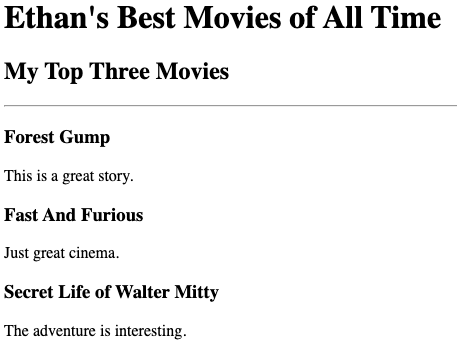 Ethan's Best Movies of All Time
My Top Three Movies
Forest Gump
This is a great story.
Fast And Furious
Just great cinema.
Secret Life of Walter Mitty
The adventure is interesting.